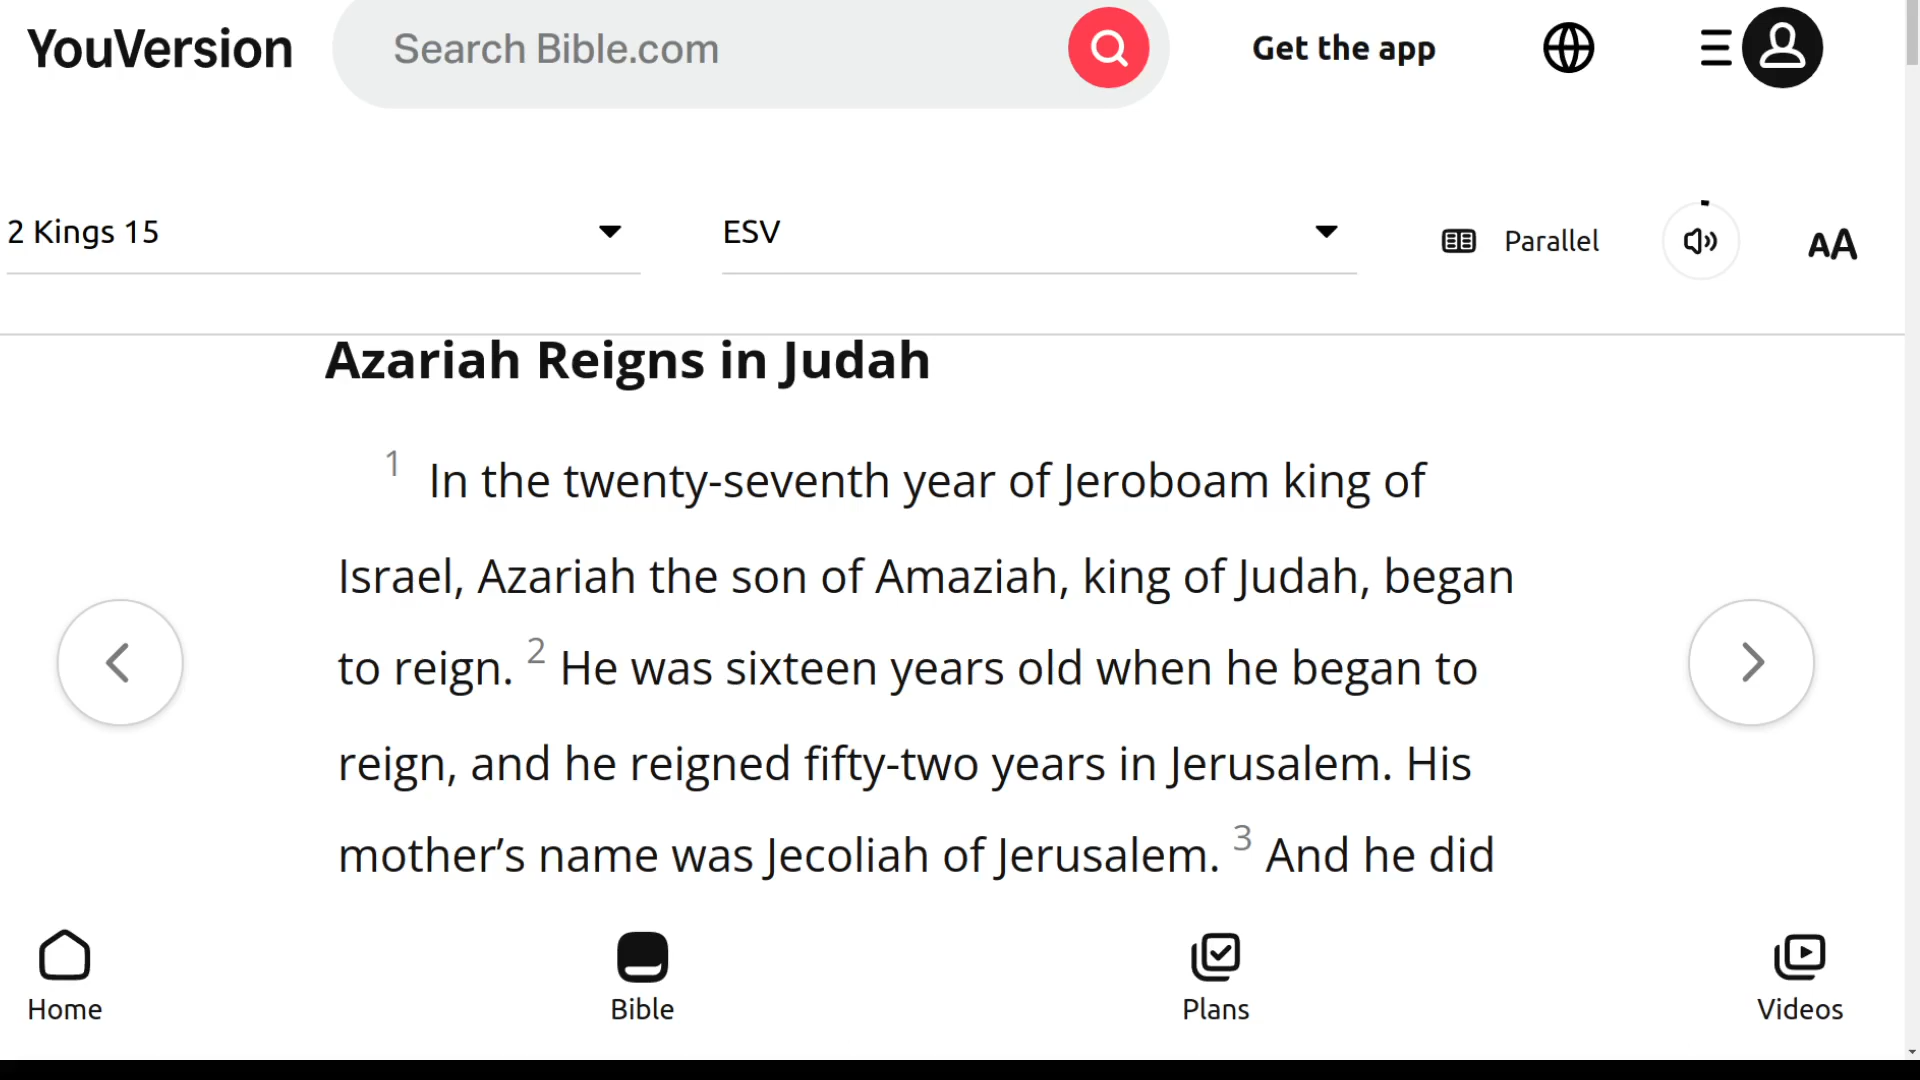 YouVersion Search Bible.com Get the app
2 Kings 15 ESV Parallel AA
Azariah Reigns in Judah
1 In the twenty-seventh year of Jeroboam king of
Israel, Azariah the son of Amaziah, king of Judah, began
to reign. 2 He was sixteen years old when he began to
reign, and he reigned fifty-two years in Jerusalem. His
mother’s name was Jecoliah of Jerusalem. 3 And he did
Home Bible Plans Videos